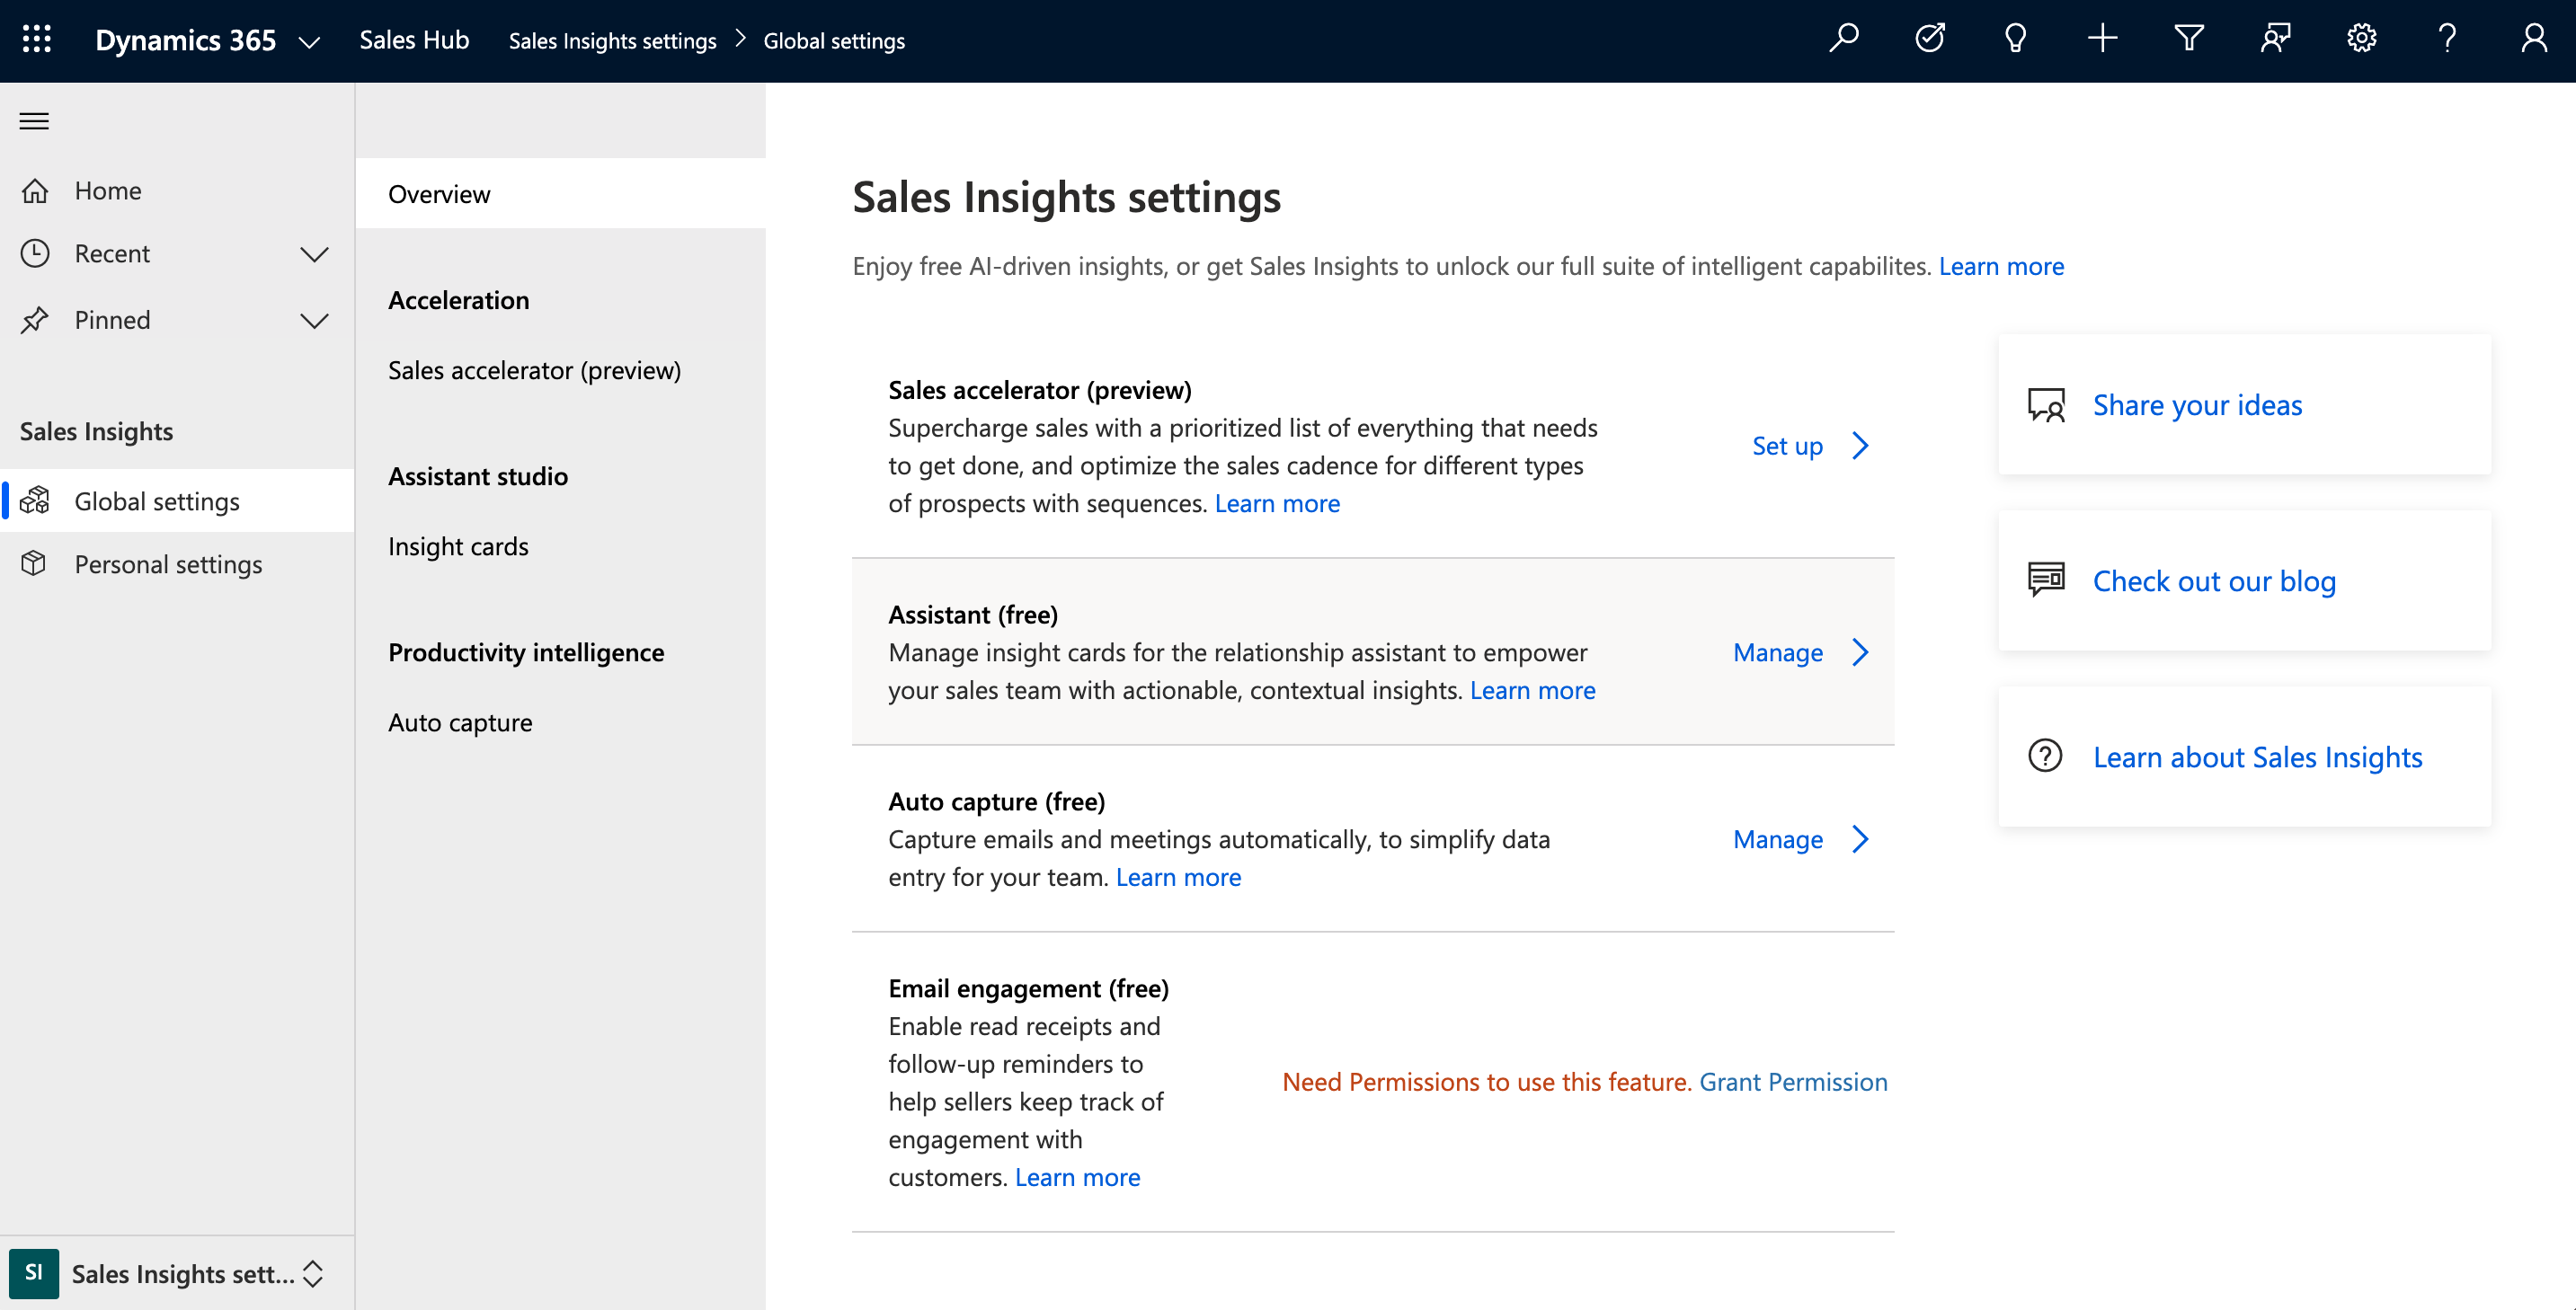 Dynamics 365
Sales Hub
Sales Insights settings
Global settings
Home
Recent
Pinned
Sales Insights
Global settings
Personal settings
SI
Sales Insights sett...
Overview
Acceleration
Sales accelerator (preview)
Assistant studio
Insight cards
Productivity intelligence
Auto capture
Sales Insights settings
Enjoy free AI-driven insights, or get Sales Insights to unlock our full suite of intelligent capabilites. Learn more
Sales accelerator (preview)
Supercharge sales with a prioritized list of everything that needs
to get done, and optimize the sales cadence for different types
of prospects with sequences. Learn more
Set up
Assistant (free)
Manage insight cards for the relationship assistant to empower
your sales team with actionable, contextual insights. Learn more
Manage
Auto capture (free)
Capture emails and meetings automatically, to simplify data
entry for your team. Learn more
Manage
Email engagement (free)
Enable read receipts and
follow-up reminders to
help sellers keep track of
engagement with
customers. Learn more
Need Permissions to use this feature. Grant Permission
Share your ideas
Check out our blog
Learn about Sales Insights